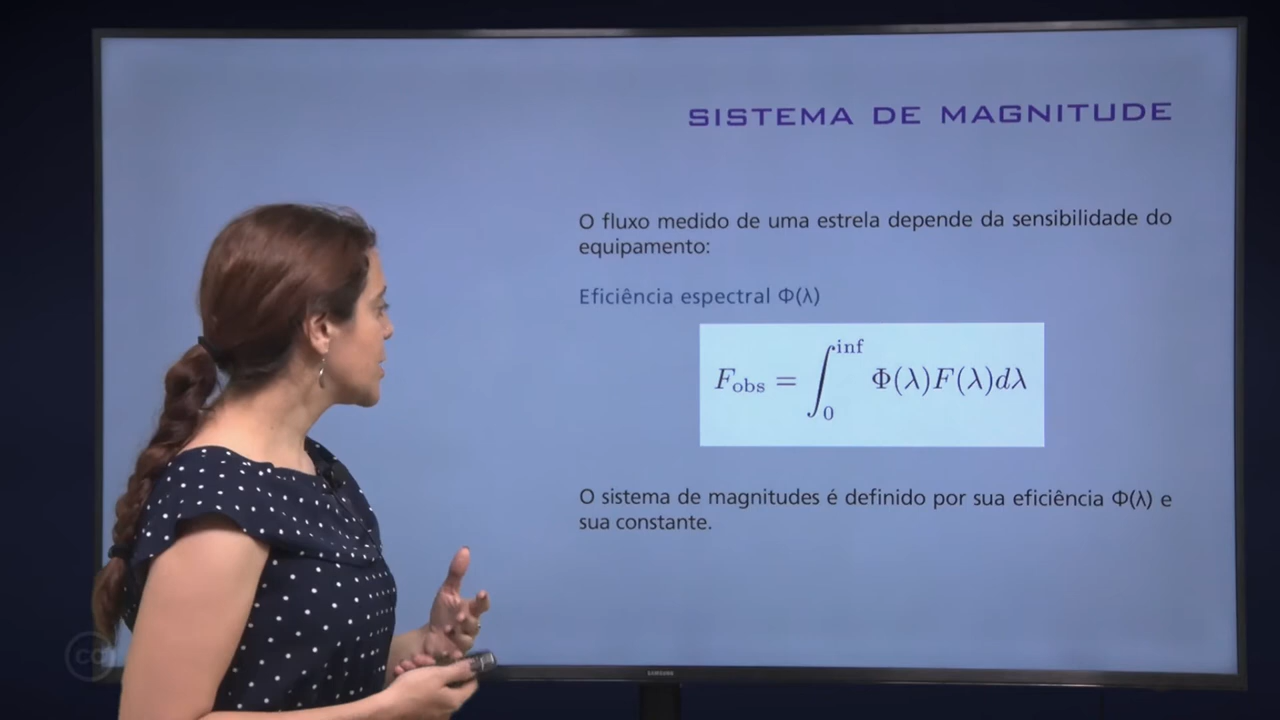 SISTEMA DE MAGNITUDE
O fluxo medido de uma estrela depende da sensibilidade do
equipamento:
Eficiência espectral Φ(λ)
F_obs = ∫_0^inf Φ(λ)F(λ)dλ
O sistema de magnitudes é definido por sua eficiência Φ(λ) e
sua constante.
SAMSUNG